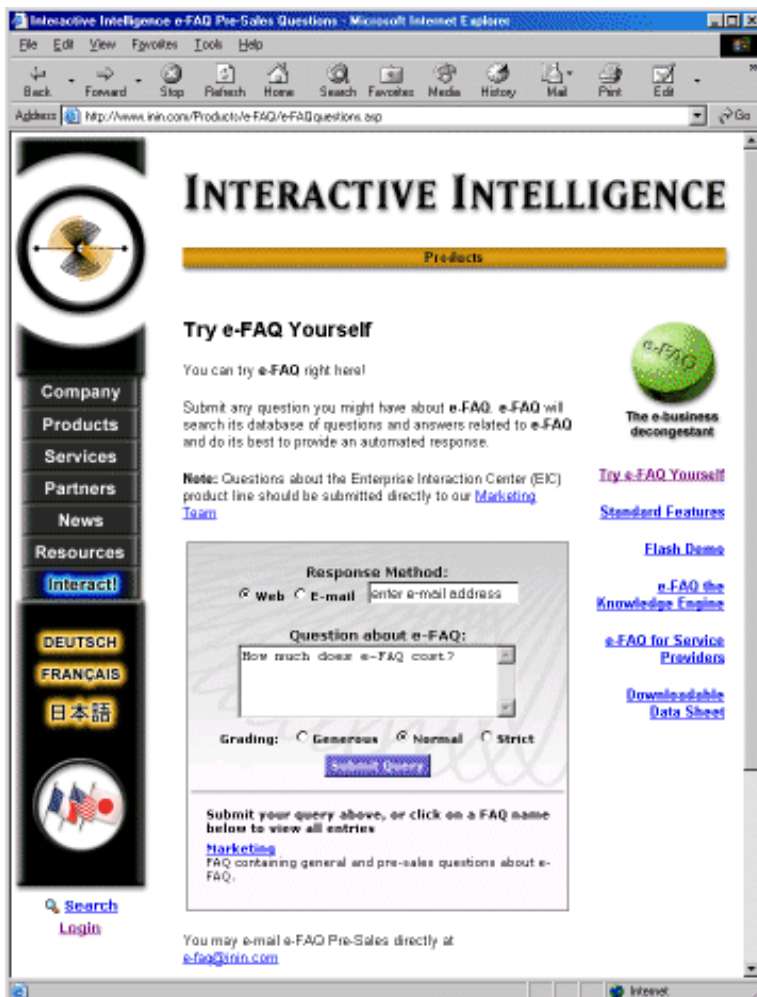 Interactive Intelligence e-FAQ Pre-Sales Questions - Microsoft Internet Explorer
File Edit View Favorites Tools Help
Back Forward Stop Refresh Home Search Favorites Media History Mail Print Edit
Address http://www.inin.com/Products/e-FAQ/e-FAQquestions.asp Go
INTERACTIVE INTELLIGENCE
Products
Company
Products
Services
Partners
News
Resources
Interact!
DEUTSCH
FRANÇAIS
日本語
Search
Login
Try e-FAQ Yourself
You can try e-FAQ right here!
Submit any question you might have about e-FAQ. e-FAQ will
search its database of questions and answers related to e-FAQ
and do its best to provide an automated response.
Note: Questions about the Enterprise Interaction Center (EIC)
product line should be submitted directly to our Marketing
Team
Response Method:
Web E-mail enter e-mail address
Question about e-FAQ:
How much does e-FAQ cost?
Grading: Generous Normal Strict
Submit Query
Submit your query above, or click on a FAQ name
below to view all entries
Marketing
FAQ containing general and pre-sales questions about e-
FAQ.
You may e-mail e-FAQ Pre-Sales directly at
e-faq@inin.com
e-FAQ
The e-business
decongestant
Try e-FAQ Yourself
Standard Features
Flash Demo
e-FAQ the
Knowledge Engine
e-FAQ for Service
Providers
Downloadable
Data Sheet
Internet